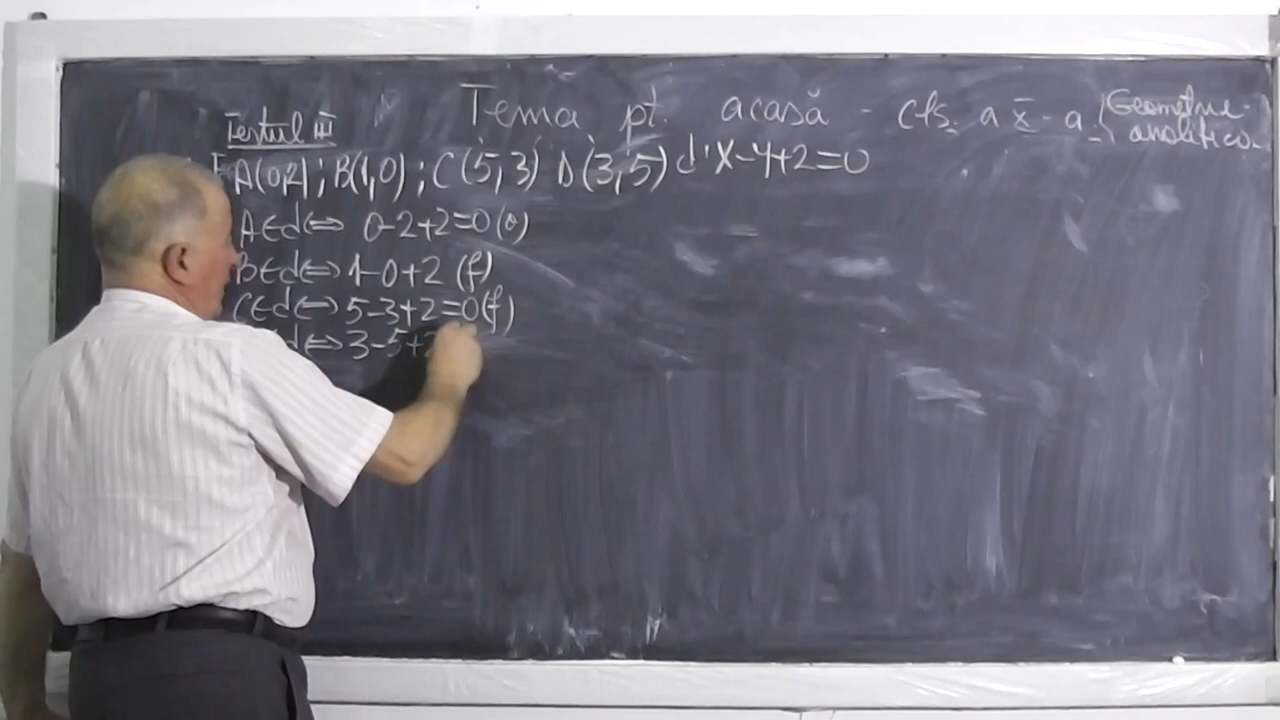 Tema pt. acasă - cls. a x̄ - a (Geometrie analitică
Testul III
A(0,2); B(1,0); C(5,3) D(3,5) d: x-y+2=0
A∈d⇔ 0-2+2=0(a)
B∈d⇔ 1-0+2 (f)
C∈d⇔ 5-3+2=0(f)
d⇔ 3-5+2